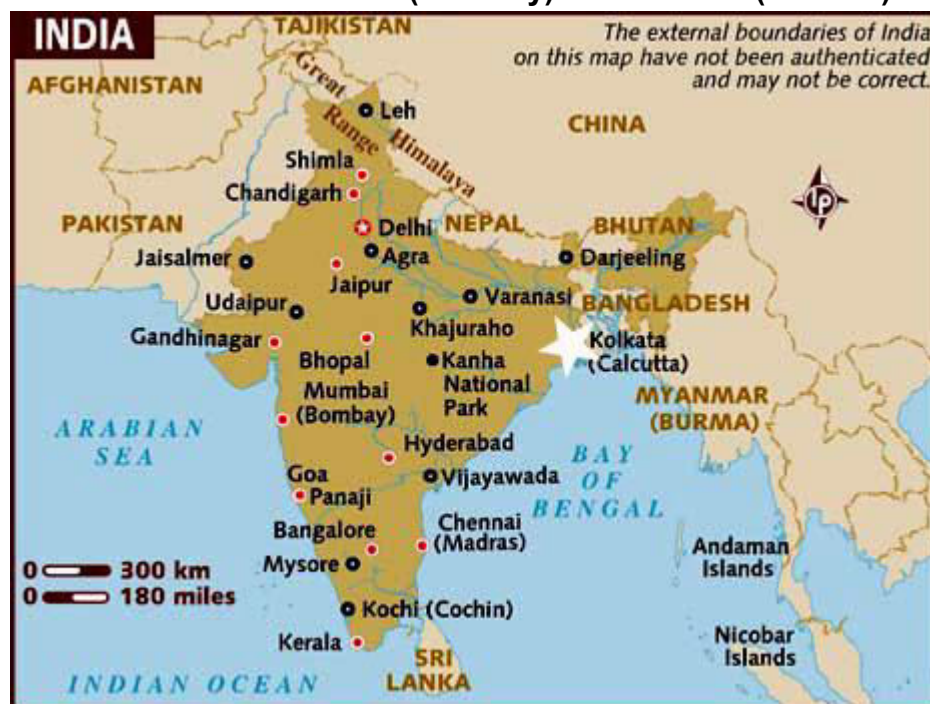 INDIA
TAJIKISTAN
The external boundaries of India
on this map have not been authenticated
and may not be correct.
AFGHANISTAN
Great
Range
Himalaya
Leh
CHINA
Shimla
Chandigarh
PAKISTAN
Delhi
NEPAL
BHUTAN
lp
Jaisalmer
Agra
Darjeeling
Jaipur
Udaipur
Varanasi
BANGLADESH
Khajuraho
Gandhinagar
Kolkata
(Calcutta)
Bhopal
Kanha
National
Park
Mumbai
(Bombay)
MYANMAR
(BURMA)
ARABIAN
SEA
Hyderabad
BAY
OF
BENGAL
Goa
Panaji
Vijayawada
Bangalore
Chennai
(Madras)
Mysore
Andaman
Islands
0 300 km
0 180 miles
Kochi (Cochin)
Kerala
Nicobar
Islands
SRI
LANKA
INDIAN OCEAN